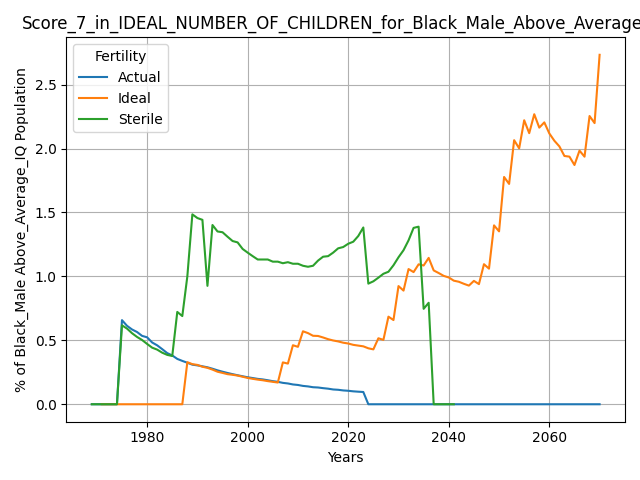 Score_7_in_IDEAL_NUMBER_OF_CHILDREN_for_Black_Male_Above_Average
Fertility
Actual
Ideal
Sterile
% of Black_Male Above_Average_IQ Population
2.5
2.0
1.5
1.0
0.5
0.0
1980 2000 2020 2040 2060
Years